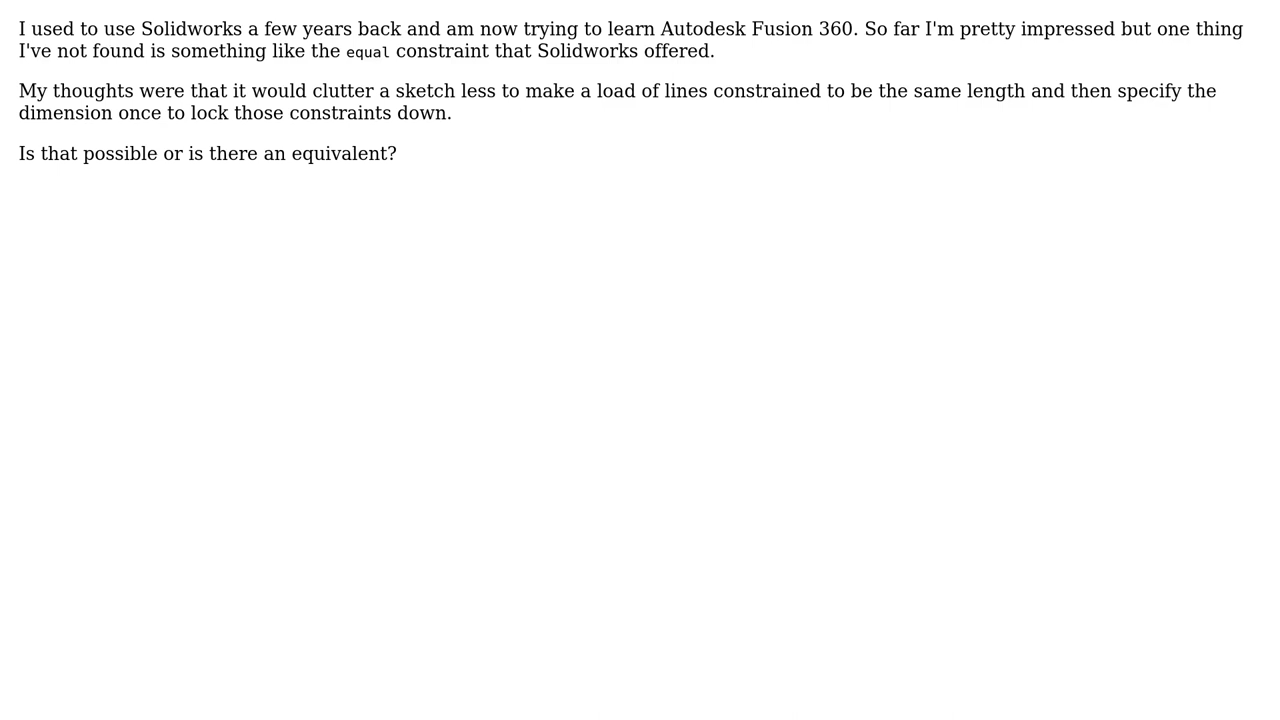 I used to use Solidworks a few years back and am now trying to learn Autodesk Fusion 360. So far I'm pretty impressed but one thing
I've not found is something like the equal constraint that Solidworks offered.
My thoughts were that it would clutter a sketch less to make a load of lines constrained to be the same length and then specify the
dimension once to lock those constraints down.
Is that possible or is there an equivalent?